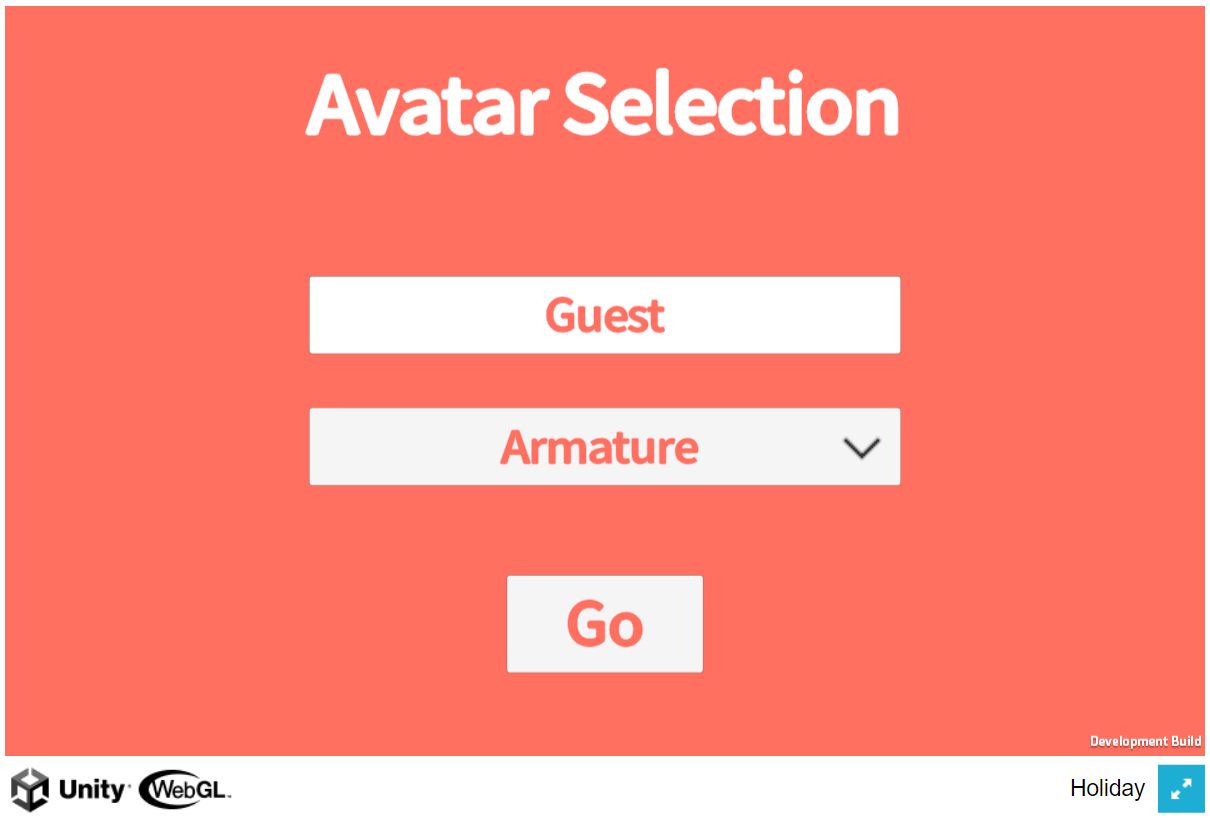 Avatar Selection
Guest
Armature
Go
Development Build
Unity WebGL
Holiday